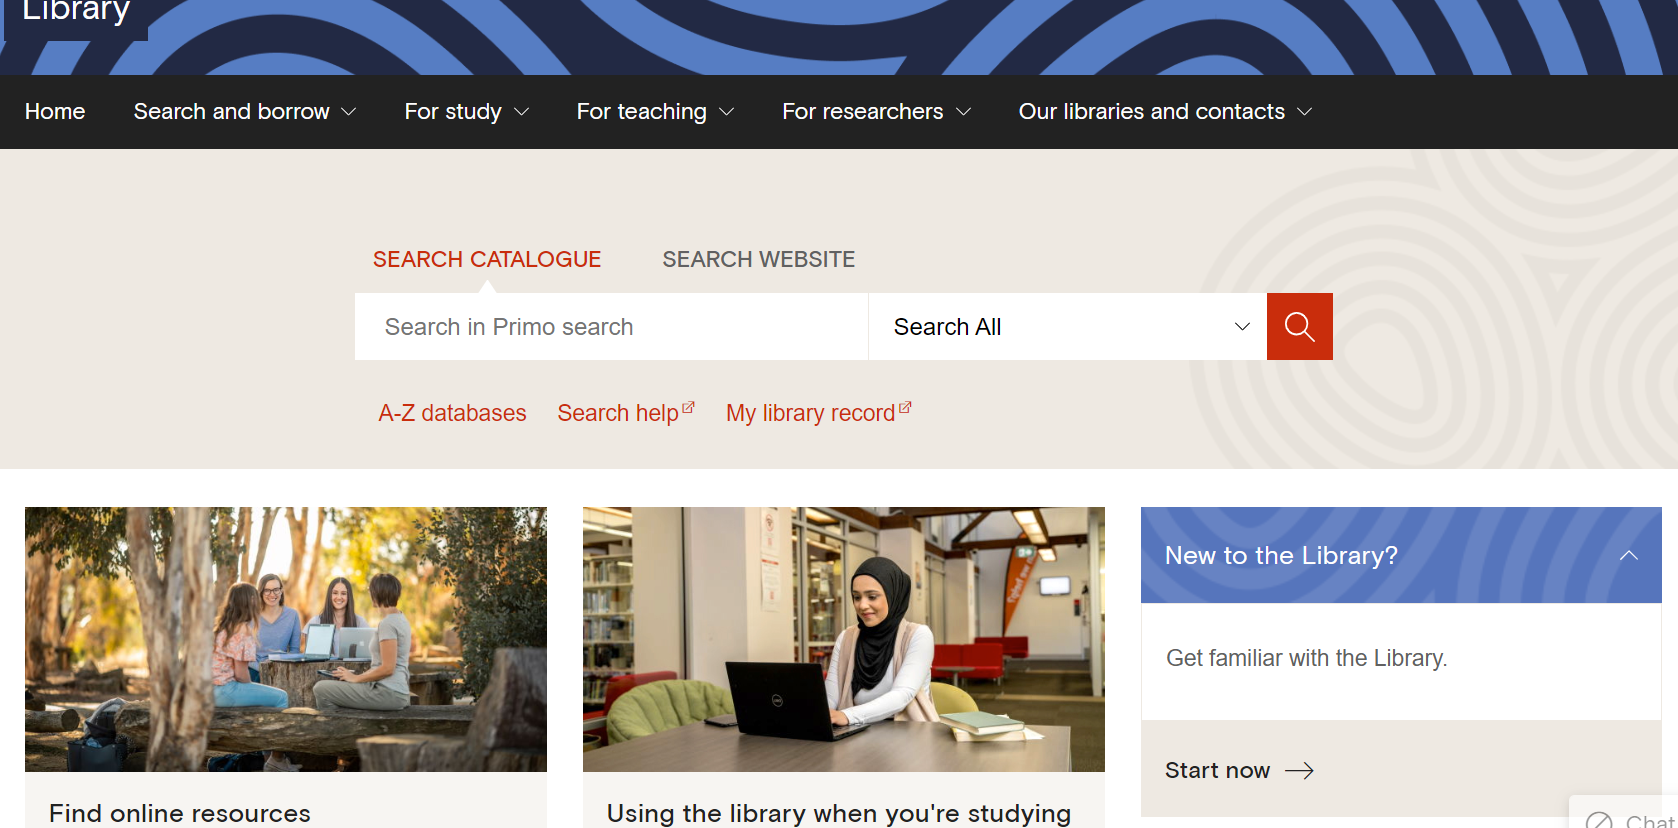 Library
Home
Search and borrow
For study
For teaching
For researchers
Our libraries and contacts
SEARCH CATALOGUE
SEARCH WEBSITE
Search in Primo search
Search All
A-Z databases
Search help
My library record
New to the Library?
Get familiar with the Library.
Start now
Find online resources
Using the library when you're studying
Chat